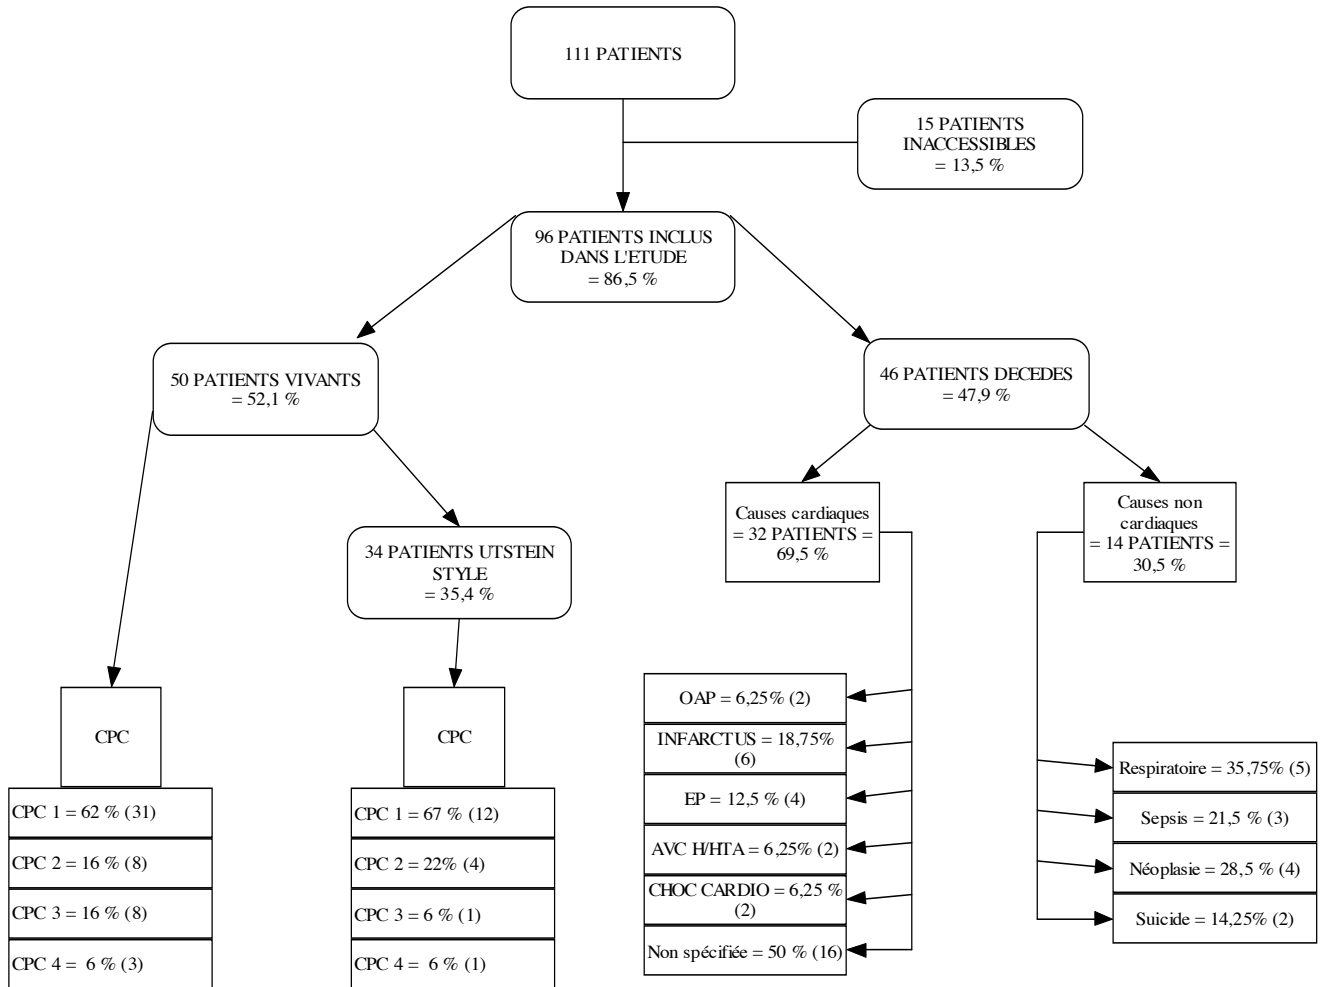 111 PATIENTS
15 PATIENTS
INACCESSIBLES
= 13,5 %
96 PATIENTS INCLUS
DANS L'ETUDE
= 86,5 %
50 PATIENTS VIVANTS
= 52,1 %
46 PATIENTS DECEDES
= 47,9 %
34 PATIENTS UTSTEIN
STYLE
= 35,4 %
Causes cardiaques
= 32 PATIENTS =
69,5 %
Causes non
cardiaques
= 14 PATIENTS =
30,5 %
CPC
CPC 1 = 62 % (31)
CPC 2 = 16 % (8)
CPC 3 = 16 % (8)
CPC 4 = 6 % (3)
CPC
CPC 1 = 67 % (12)
CPC 2 = 22% (4)
CPC 3 = 6 % (1)
CPC 4 = 6 % (1)
OAP = 6,25% (2)
INFARCTUS = 18,75%
(6)
EP = 12,5 % (4)
AVC H/HTA = 6,25% (2)
CHOC CARDIO = 6,25 %
(2)
Non spécifiée = 50 % (16)
Respiratoire = 35,75% (5)
Sepsis = 21,5 % (3)
Néoplasie = 28,5 % (4)
Suicide = 14,25% (2)